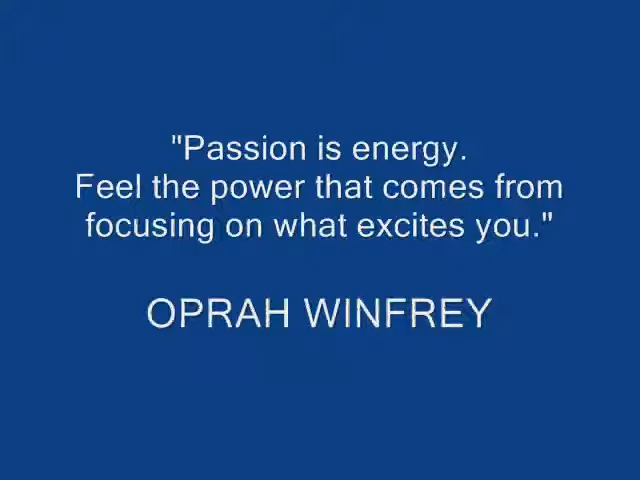 "Passion is energy.
Feel the power that comes from
focusing on what excites you."
OPRAH WINFREY